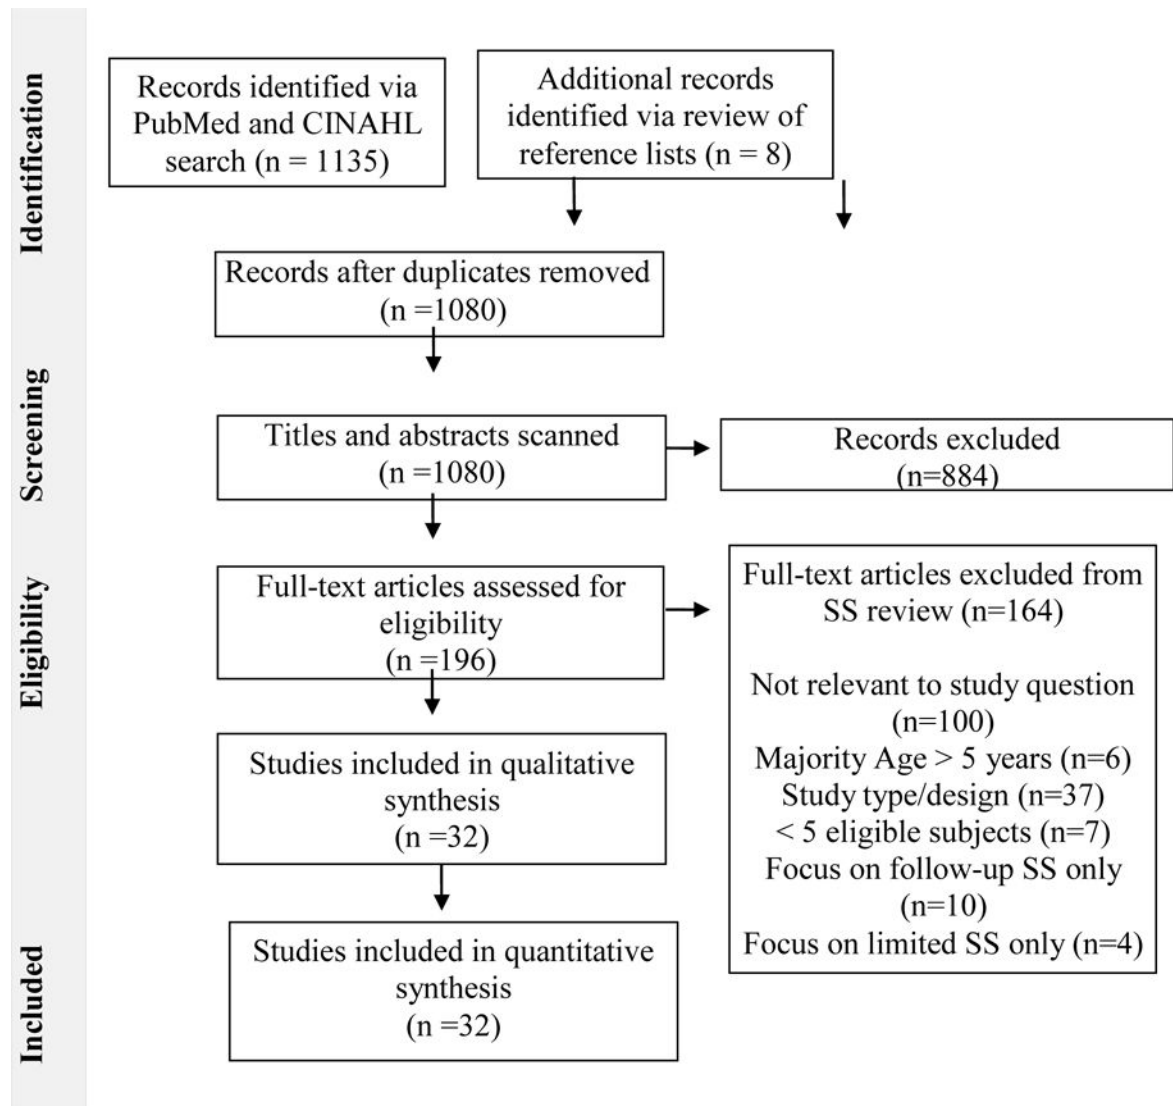 Identification
Records identified via
PubMed and CINAHL
search (n = 1135)
Additional records
identified via review of
reference lists (n = 8)
Records after duplicates removed
(n =1080)
Screening
Titles and abstracts scanned
(n =1080)
Records excluded
(n=884)
Eligibility
Full-text articles assessed for
eligibility
(n =196)
Full-text articles excluded from
SS review (n=164)
Not relevant to study question
(n=100)
Majority Age > 5 years (n=6)
Study type/design (n=37)
< 5 eligible subjects (n=7)
Focus on follow-up SS only
(n=10)
Focus on limited SS only (n=4)
Studies included in qualitative
synthesis
(n =32)
Included
Studies included in quantitative
synthesis
(n =32)